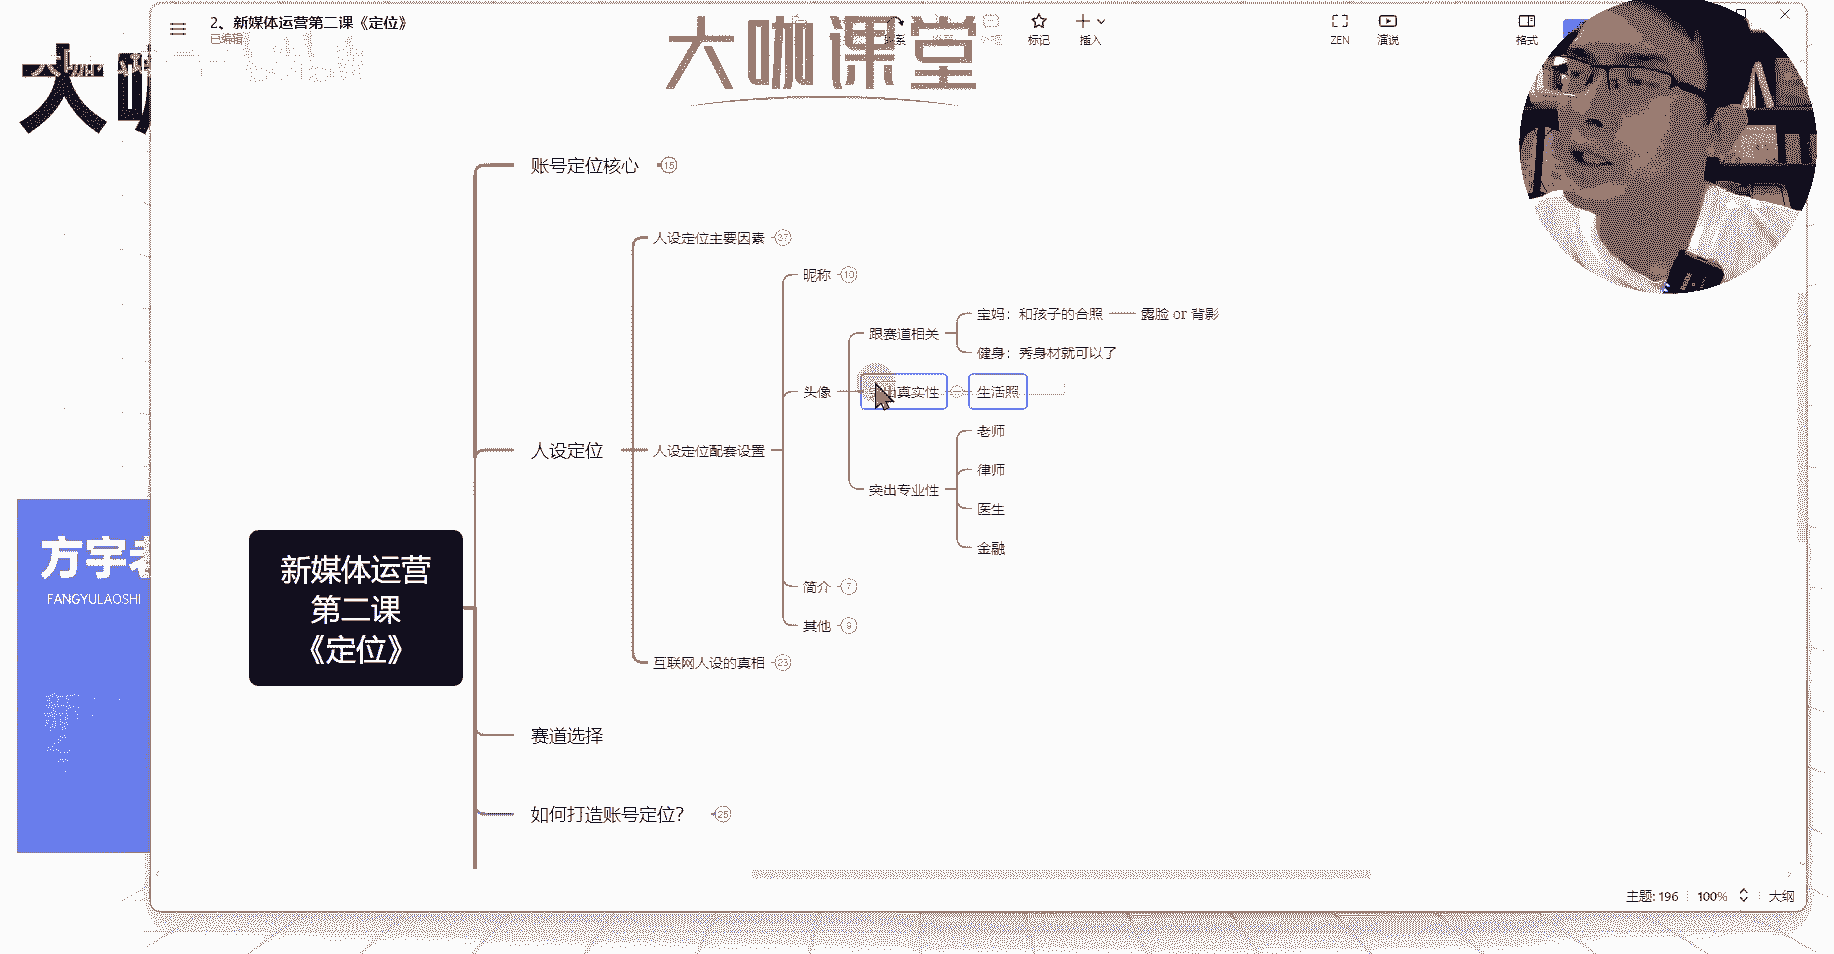 2、新媒体运营第二课《定位》
已编辑
大咖课堂
标记
插入
ZEN
演说
格式
大咖
账号定位核心 15
人设定位主要因素 27
昵称 10
跟赛道相关
宝妈：和孩子的合照
露脸 or 背影
健身：秀身材就可以了
头像
出真实性
生活照
老师
人设定位
人设定位配套设置
律师
突出专业性
医生
金融
方宇老
FANGYULAOSHI
新媒体运营
第二课
《定位》
简介 7
其他 9
互联网人设的真相 23
赛道选择
如何打造账号定位？ 25
主题: 196
100%
大纲